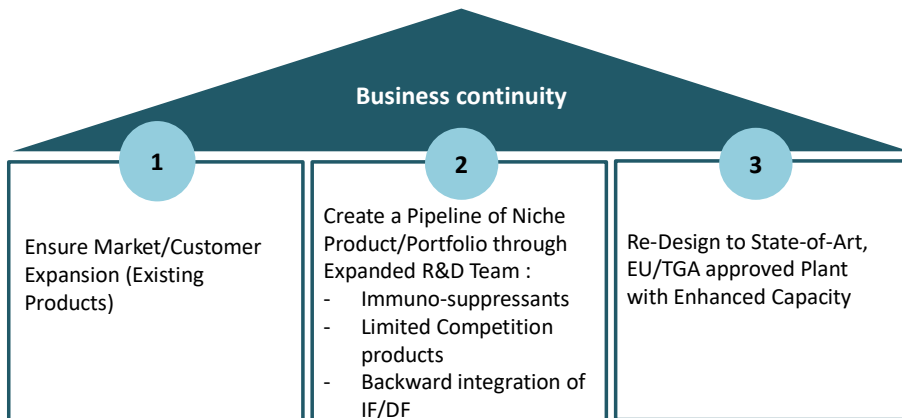 Business continuity
1
Ensure Market/Customer
Expansion (Existing
Products)
2
Create a Pipeline of Niche
Product/Portfolio through
Expanded R&D Team :
- Immuno-suppressants
- Limited Competition
products
- Backward integration of
IF/DF
3
Re-Design to State-of-Art,
EU/TGA approved Plant
with Enhanced Capacity